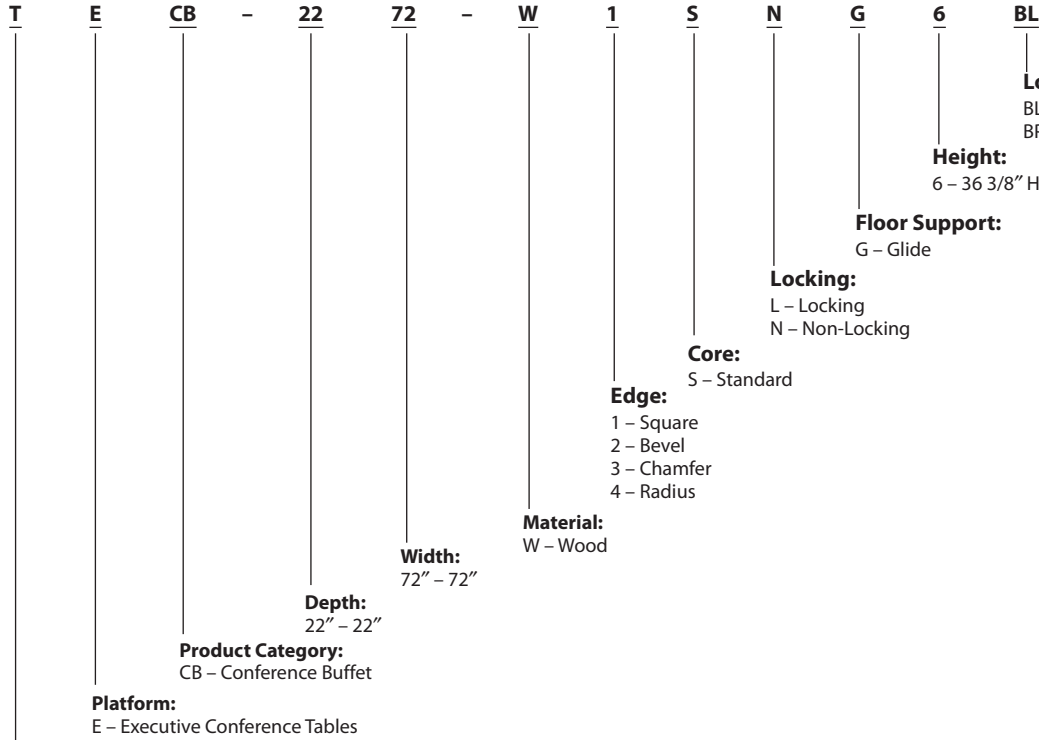 T E CB – 22 72 – W 1 S N G 6 BL
BL
Height:
6 – 36 3/8″ H
Floor Support:
G – Glide
Locking:
L – Locking
N – Non-Locking
Core:
S – Standard
Edge:
1 – Square
2 – Bevel
3 – Chamfer
4 – Radius
Material:
W – Wood
Width:
72″ – 72″
Depth:
22″ – 22″
Product Category:
CB – Conference Buffet
Platform:
E – Executive Conference Tables